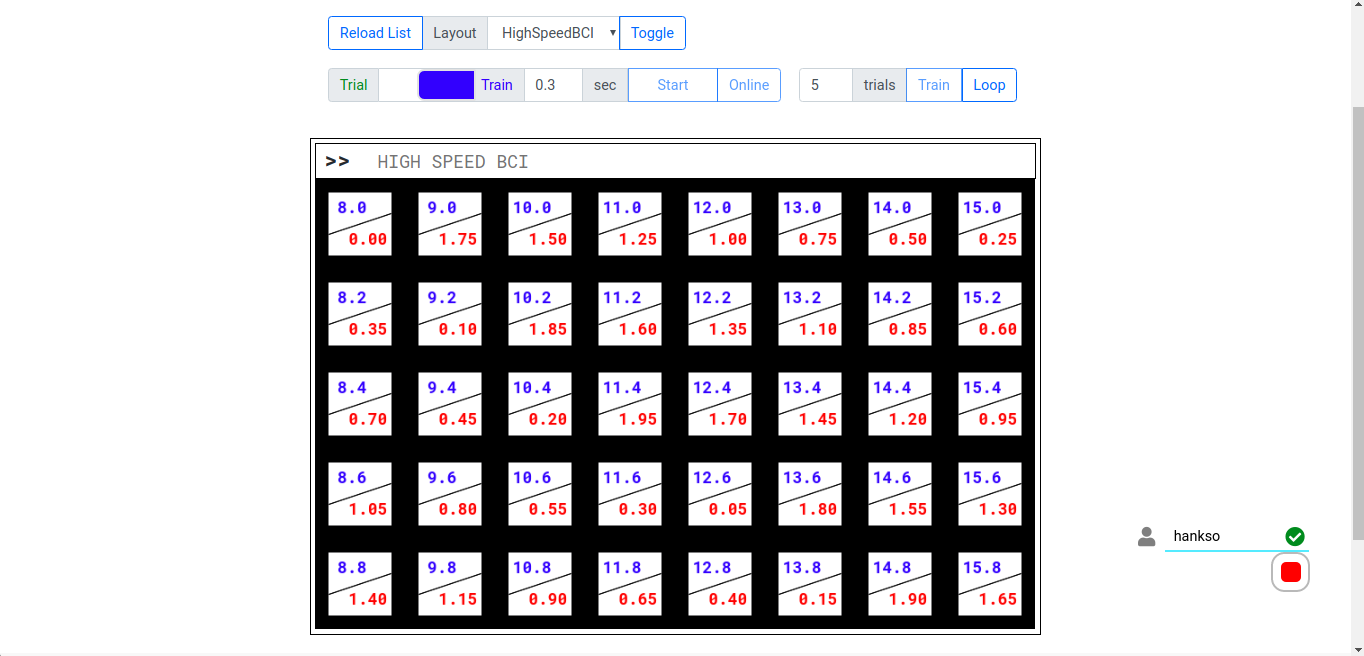 Reload List Layout HighSpeedBCI Toggle
Trial Train 0.3 sec Start Online 5 trials Train Loop
>> HIGH SPEED BCI
8.0 9.0 10.0 11.0 12.0 13.0 14.0 15.0
0.00 1.75 1.50 1.25 1.00 0.75 0.50 0.25
8.2 9.2 10.2 11.2 12.2 13.2 14.2 15.2
0.35 0.10 1.85 1.60 1.35 1.10 0.85 0.60
8.4 9.4 10.4 11.4 12.4 13.4 14.4 15.4
0.70 0.45 0.20 1.95 1.70 1.45 1.20 0.95
8.6 9.6 10.6 11.6 12.6 13.6 14.6 15.6
1.05 0.80 0.55 0.30 0.05 1.80 1.55 1.30
hankso
8.8 9.8 10.8 11.8 12.8 13.8 14.8 15.8
1.40 1.15 0.90 0.65 0.40 0.15 1.90 1.65